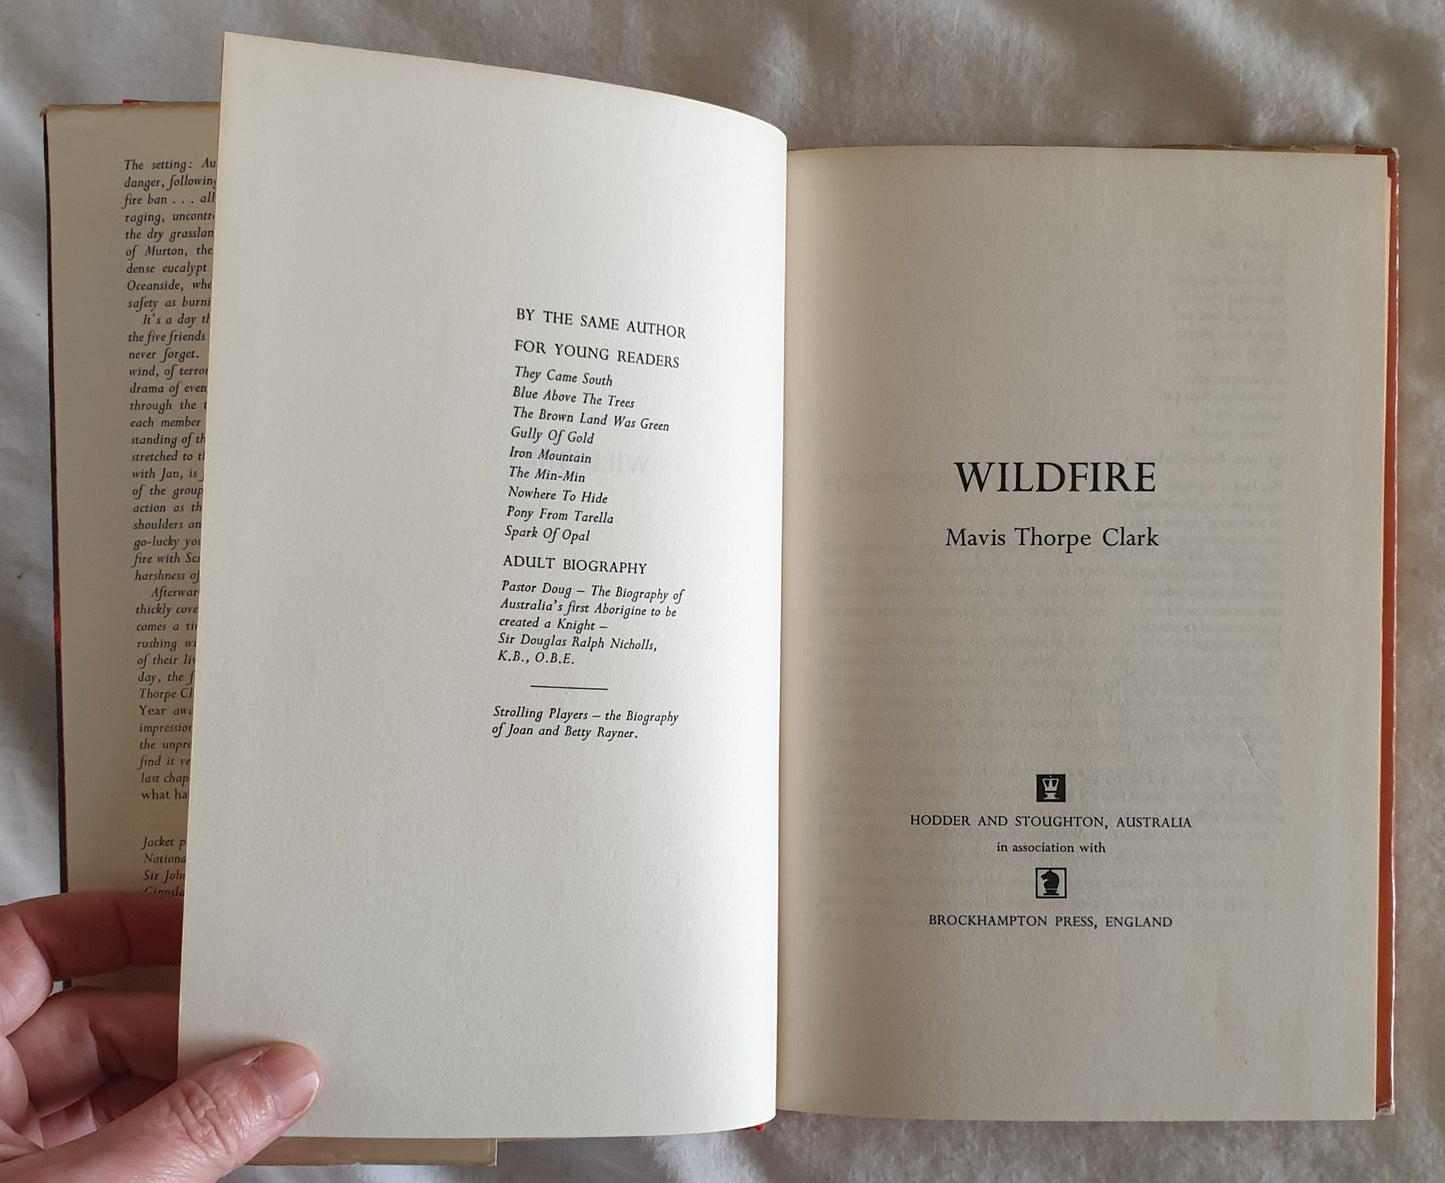 The setting: Au
danger, following
fire ban . . . all
raging, uncontr
the dry grasslan
of Murton, the
dense eucalypt
Oceanside, whe
safety as burni
It's a day th
the five friends
never forget.
wind, of terror
drama of even
through the t
each member
standing of th
stretched to th
with Jan, is
of the group
action as th
shoulders an
go-lucky you
fire with Scr
harshness of
Afterwar
thickly cove
comes a ti
rushing wi
of their liv
day, the f
Thorpe Cl
Year awa
impression
the unpre
find it ve
last chap
what ha
Jacket p
Nationa
Sir Joh
Gippsla
BY THE SAME AUTHOR
FOR YOUNG READERS
They Came South
Blue Above The Trees
The Brown Land Was Green
Gully Of Gold
Iron Mountain
The Min-Min
Nowhere To Hide
Pony From Tarella
Spark Of Opal
ADULT BIOGRAPHY
Pastor Doug – The Biography of
Australia's first Aborigine to be
created a Knight –
Sir Douglas Ralph Nicholls,
K.B., O.B.E.
Strolling Players – the Biography
of Joan and Betty Rayner.
WILDFIRE
Mavis Thorpe Clark
HODDER AND STOUGHTON, AUSTRALIA
in association with
BROCKHAMPTON PRESS, ENGLAND